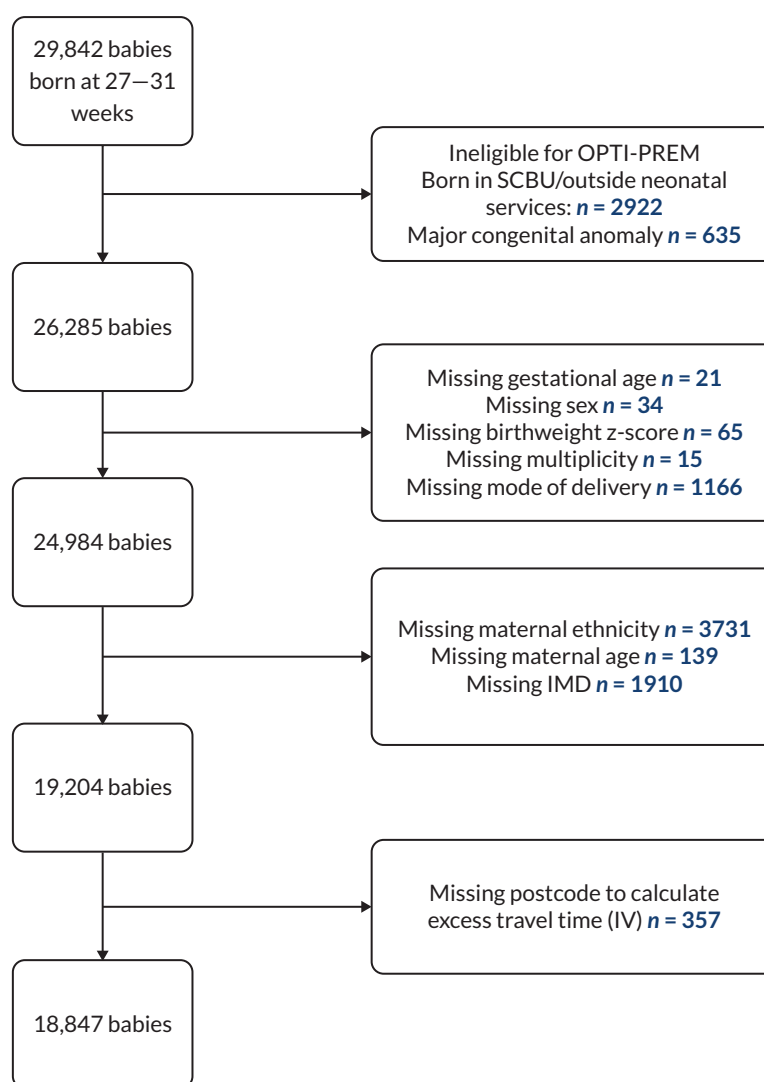 29,842 babies
born at 27—31
weeks
Ineligible for OPTI-PREM
Born in SCBU/outside neonatal
services: n = 2922
Major congenital anomaly n = 635
26,285 babies
Missing gestational age n = 21
Missing sex n = 34
Missing birthweight z-score n = 65
Missing multiplicity n = 15
Missing mode of delivery n = 1166
24,984 babies
Missing maternal ethnicity n = 3731
Missing maternal age n = 139
Missing IMD n = 1910
19,204 babies
Missing postcode to calculate
excess travel time (IV) n = 357
18,847 babies